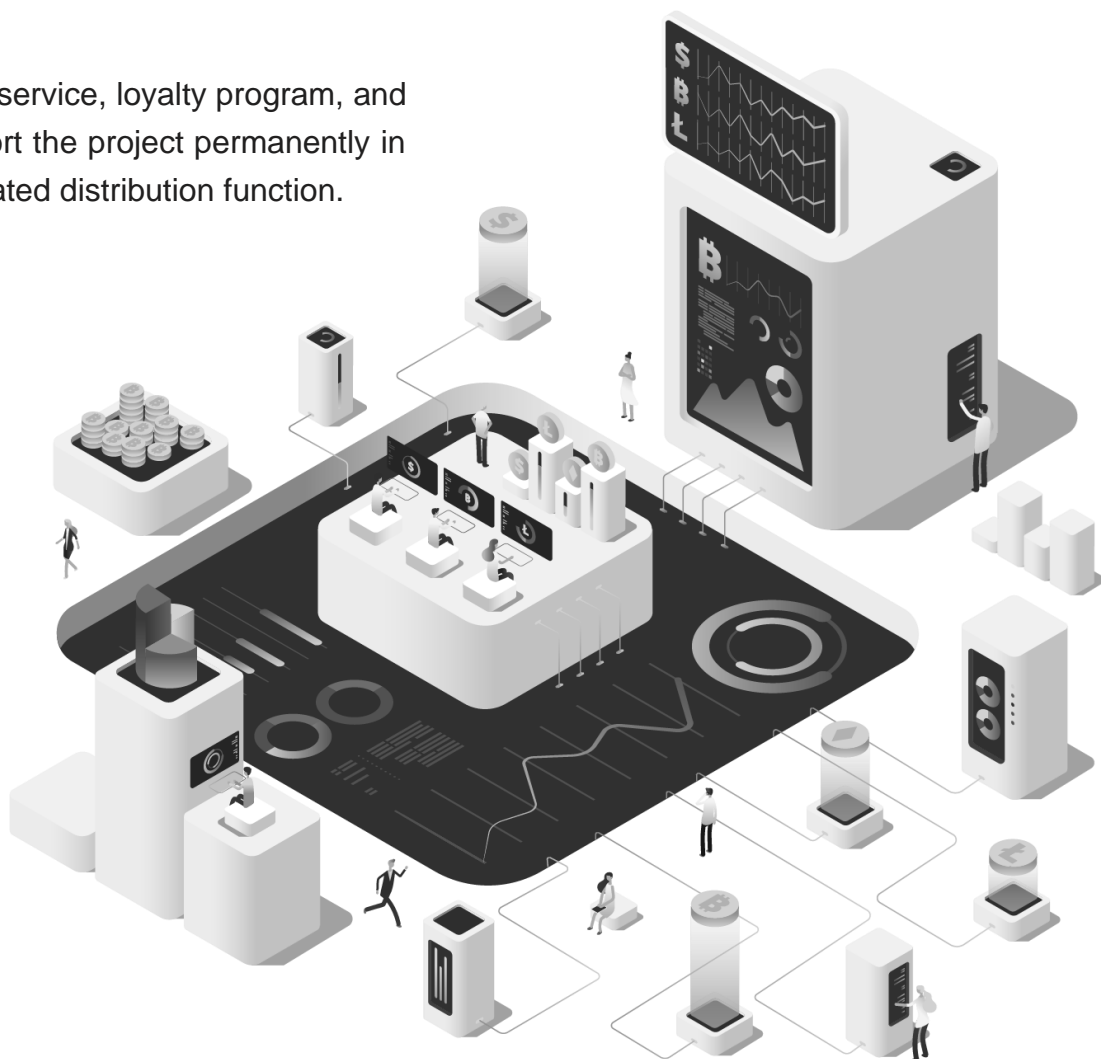 service, loyalty program, and
ort the project permanently in
ated distribution function.